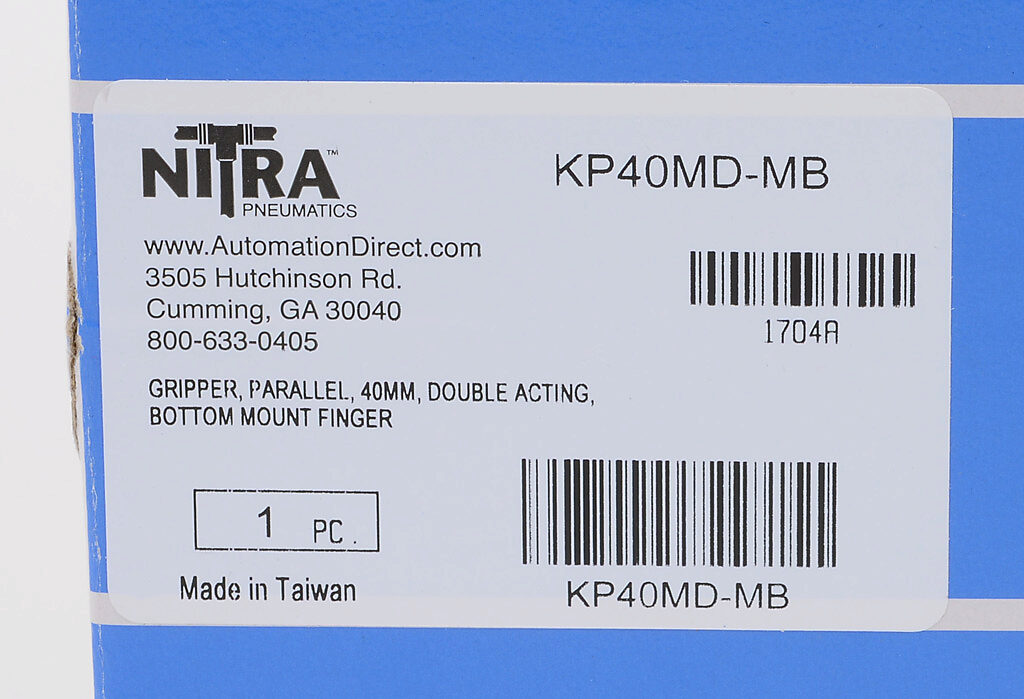 NITRA™
PNEUMATICS
www.AutomationDirect.com
3505 Hutchinson Rd.
Cumming, GA 30040
800-633-0405
GRIPPER, PARALLEL, 40MM, DOUBLE ACTING,
BOTTOM MOUNT FINGER
1 PC.
Made in Taiwan
KP40MD-MB
1704A
KP40MD-MB